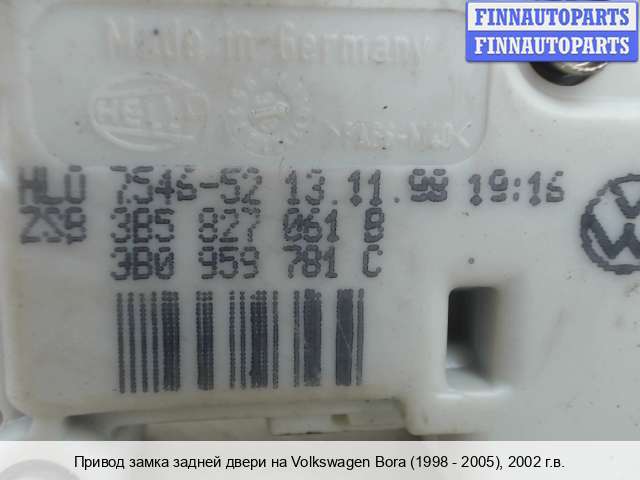 FINNAUTOPARTS
FINNAUTOPARTS
Made in Germany
HELLA
HLO 7546-52 13.11.98 19:16
3B5 827 061 B
3B0 959 781 C
Привод замка задней двери на Volkswagen Bora (1998 - 2005), 2002 г.в.